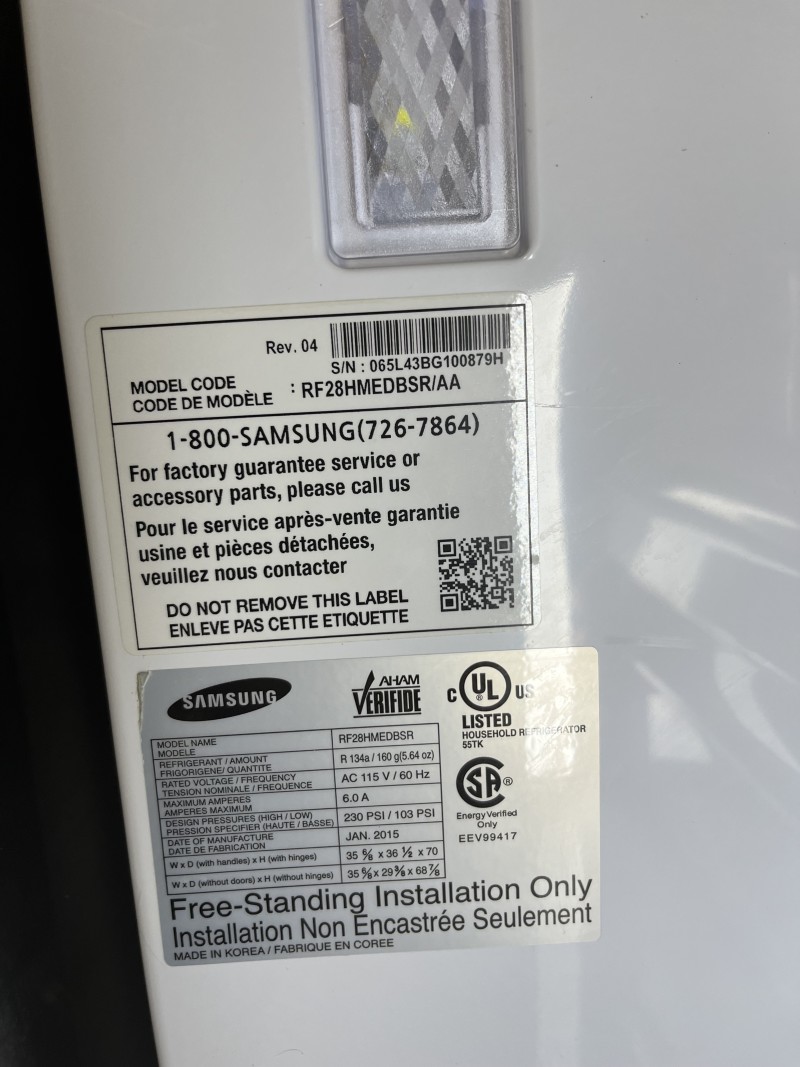 Rev. 04
S/N : 065L43BG100879H
MODEL CODE
CODE DE MODÈLE : RF28HMEDBSR/AA
1-800-SAMSUNG(726-7864)
For factory guarantee service or
accessory parts, please call us
Pour le service après-vente garantie
usine et pièces détachées,
veuillez nous contacter
DO NOT REMOVE THIS LABEL
ENLEVE PAS CETTE ETIQUETTE
SAMSUNG
AHAM
VERIFIDE
C UL® US
LISTED
HOUSEHOLD REFRIGERATOR
55TK
MODEL NAME
MODELE
RF28HMEDBSR
REFRIGERANT / AMOUNT
FRIGORIGENE/ QUANTITE
R 134a / 160 g(5.64 oz)
RATED VOLTAGE / FREQUENCY
TENSION NOMINALE / FREQUENCE
AC 115 V / 60 Hz
MAXIMUM AMPERES
AMPERES MAXIMUM
6.0 A
DESIGN PRESSURES (HIGH / LOW)
PRESSION SPECIFIER (HAUTE / BASSE)
230 PSI / 103 PSI
DATE OF MANUFACTURE
DATE DE FABRICATION
JAN. 2015
W x D (with handles) x H (with hinges)
35 ⅝ x 36 ½ x 70
W x D (without doors) x H (without hinges)
35 ⅝ x 29 ⅜ x 68 ⅞
SA®
Energy Verified
Only
EEV99417
Free-Standing Installation Only
Installation Non Encastrée Seulement
MADE IN KOREA / FABRIQUE EN COREE